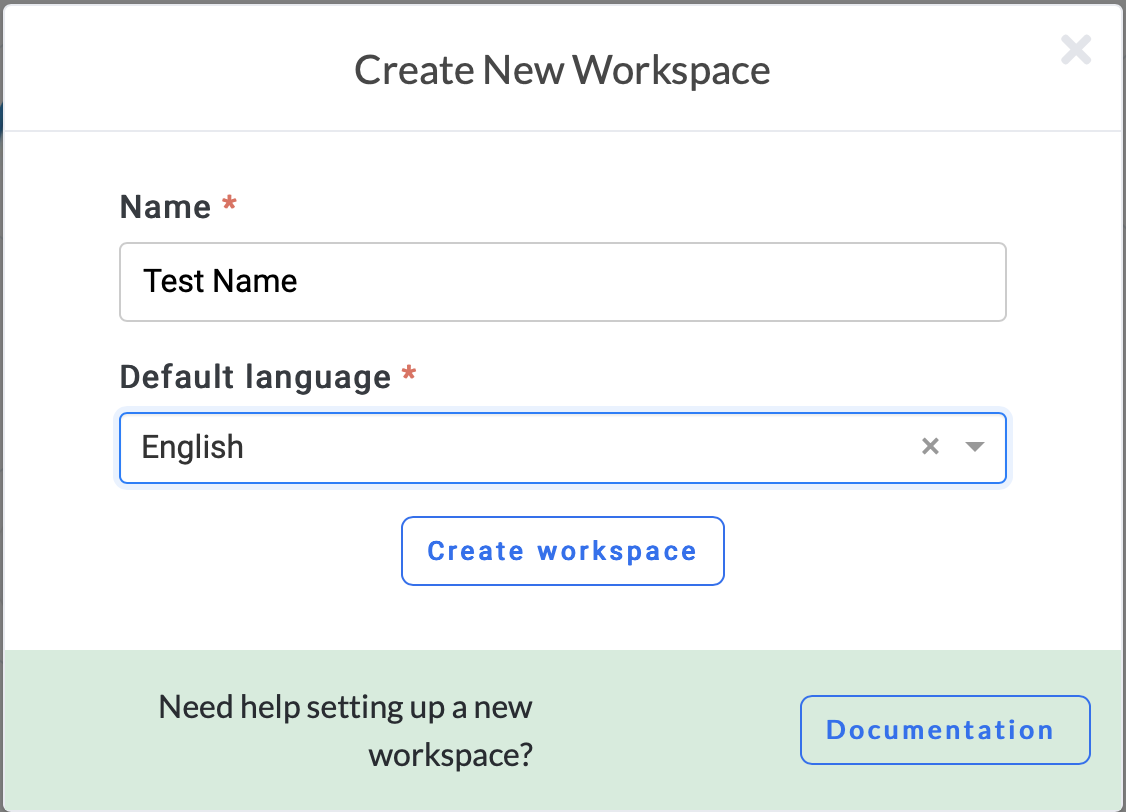 Create New Workspace
Name *
Test Name
Default language *
English
Create workspace
Need help setting up a new
workspace?
Documentation